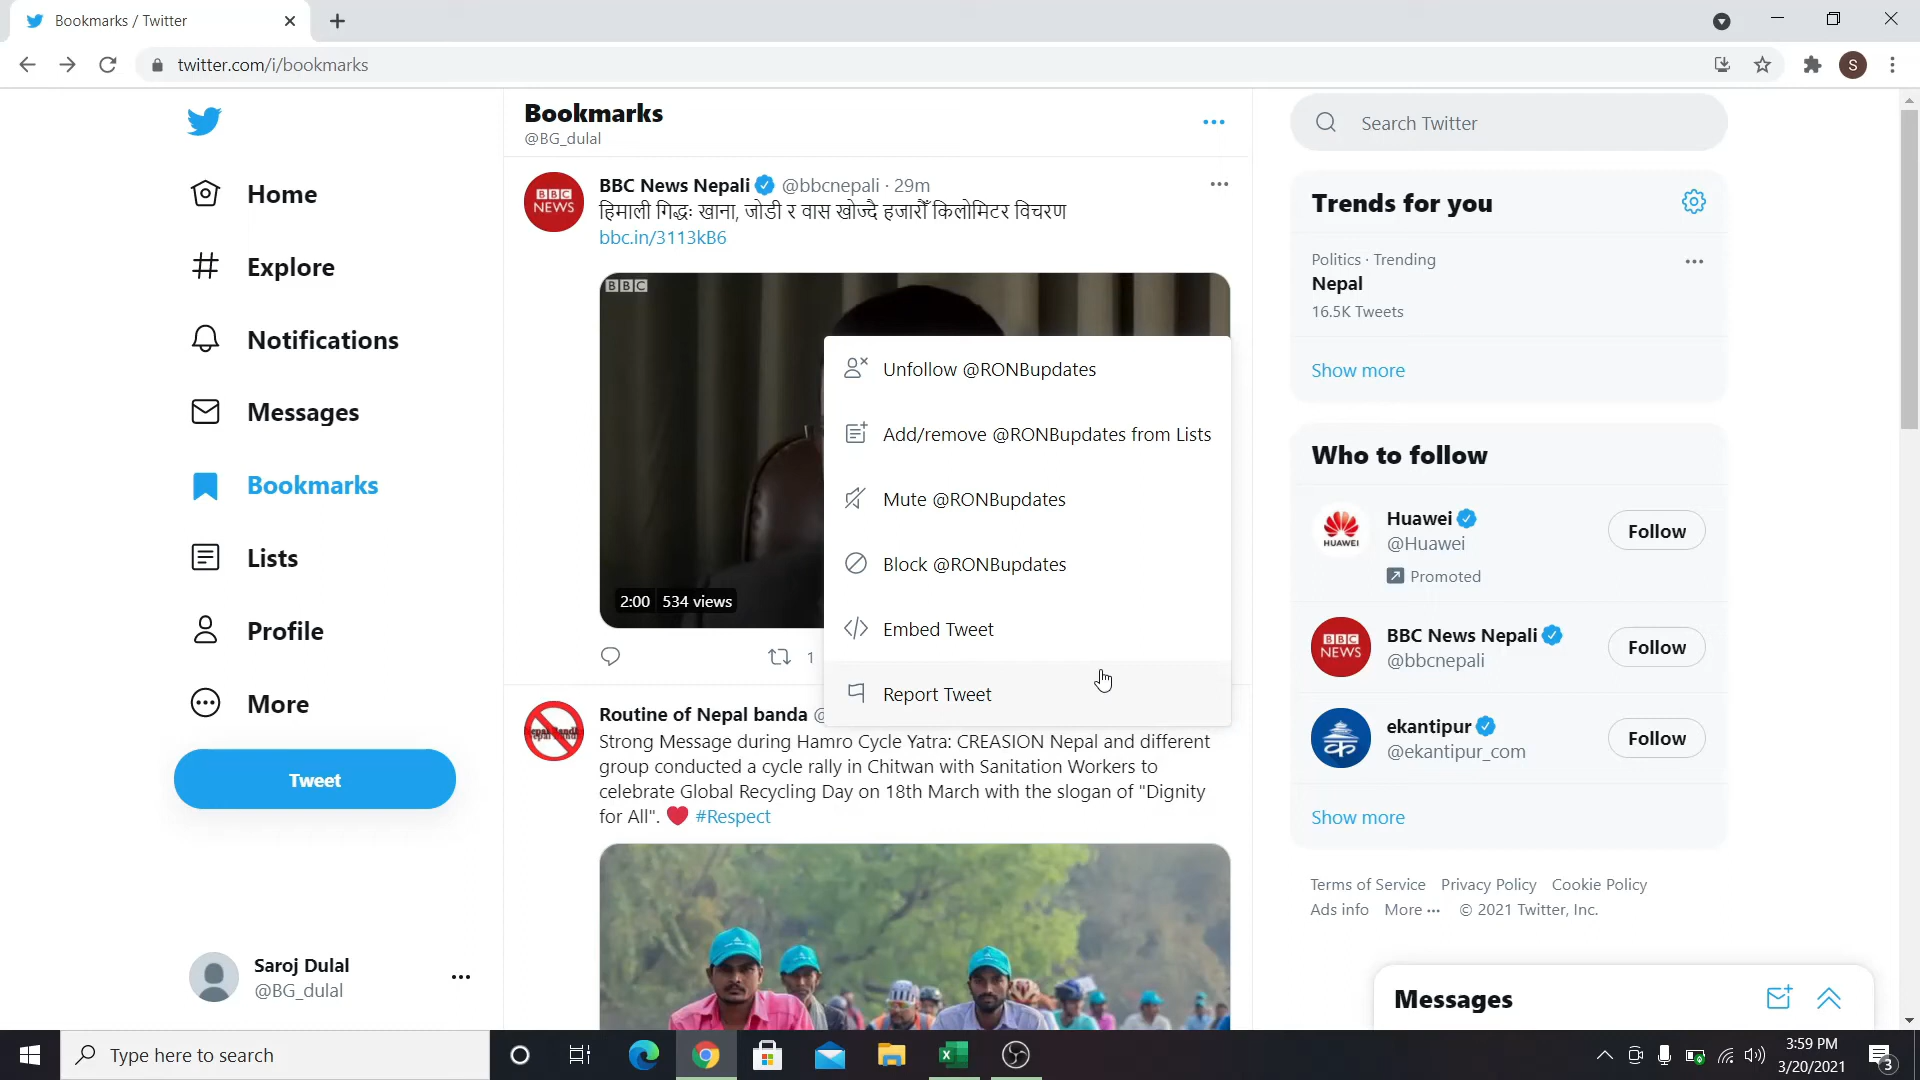 Bookmarks / Twitter
twitter.com/i/bookmarks
S
Home
Explore
Notifications
Messages
Bookmarks
Lists
Profile
More
Tweet
Saroj Dulal
@BG_dulal
Bookmarks
@BG_dulal
BBC NEWS
BBC News Nepali @bbcnepali · 29m
हिमाली गिद्धः खाना, जोडी र वास खोज्दै हजारौँ किलोमिटर विचरण
bbc.in/3113kB6
BBC
2:00 534 views
1
Unfollow @RONBupdates
Add/remove @RONBupdates from Lists
Mute @RONBupdates
Block @RONBupdates
Embed Tweet
Report Tweet
Routine of Nepal banda
Strong Message during Hamro Cycle Yatra: CREASION Nepal and different
group conducted a cycle rally in Chitwan with Sanitation Workers to
celebrate Global Recycling Day on 18th March with the slogan of "Dignity
for All". ❤️ #Respect
Search Twitter
Trends for you
Politics · Trending
Nepal
16.5K Tweets
Show more
Who to follow
HUAWEI
Huawei
@Huawei
Promoted
Follow
BBC NEWS
BBC News Nepali
@bbcnepali
Follow
ekantipur
@ekantipur_com
Follow
Show more
Terms of Service Privacy Policy Cookie Policy
Ads info More ··· © 2021 Twitter, Inc.
Messages
Type here to search
3:59 PM
3/20/2021
3